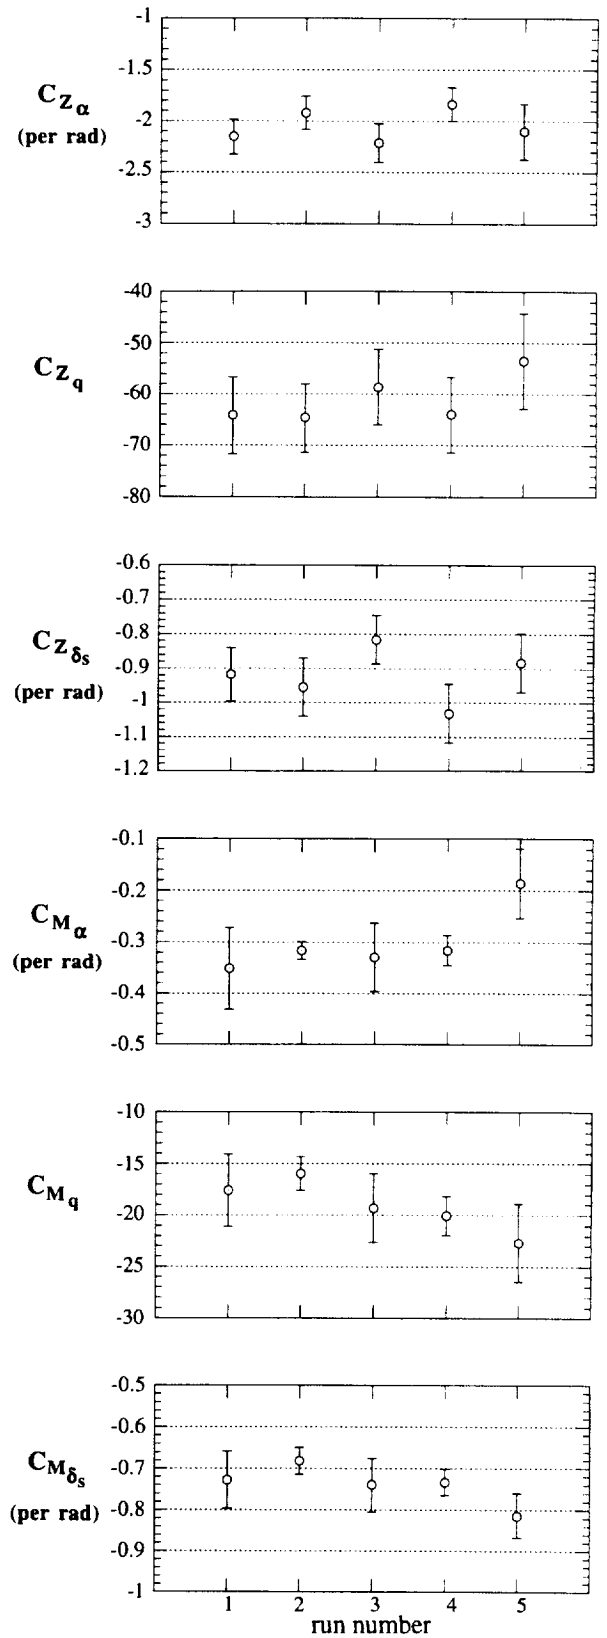 -1
-1.5
C_Zα
-2
(per rad)
-2.5
-3
-40
-50
C_Zq
-60
-70
-80
-0.6
-0.7
-0.8
C_Zδs
-0.9
(per rad)
-1
-1.1
-1.2
-0.1
-0.2
C_Mα
-0.3
(per rad)
-0.4
-0.5
-10
-15
C_Mq
-20
-25
-30
-0.5
-0.6
C_Mδs
-0.7
(per rad)
-0.8
-0.9
-1
1 2 3 4 5
run number